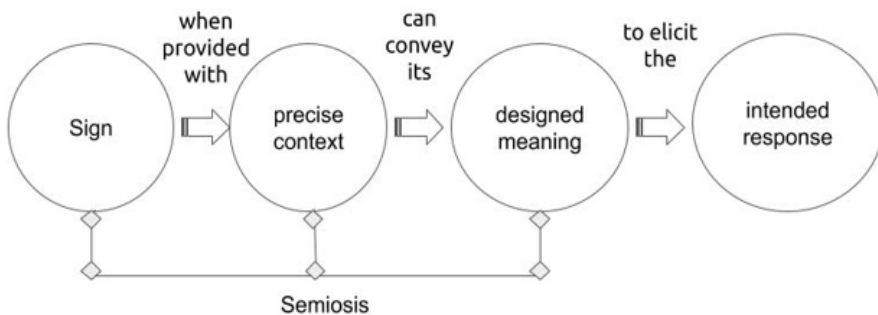 when
provided
with
can
convey
its
to elicit
the
Sign
precise
context
designed
meaning
intended
response
Semiosis